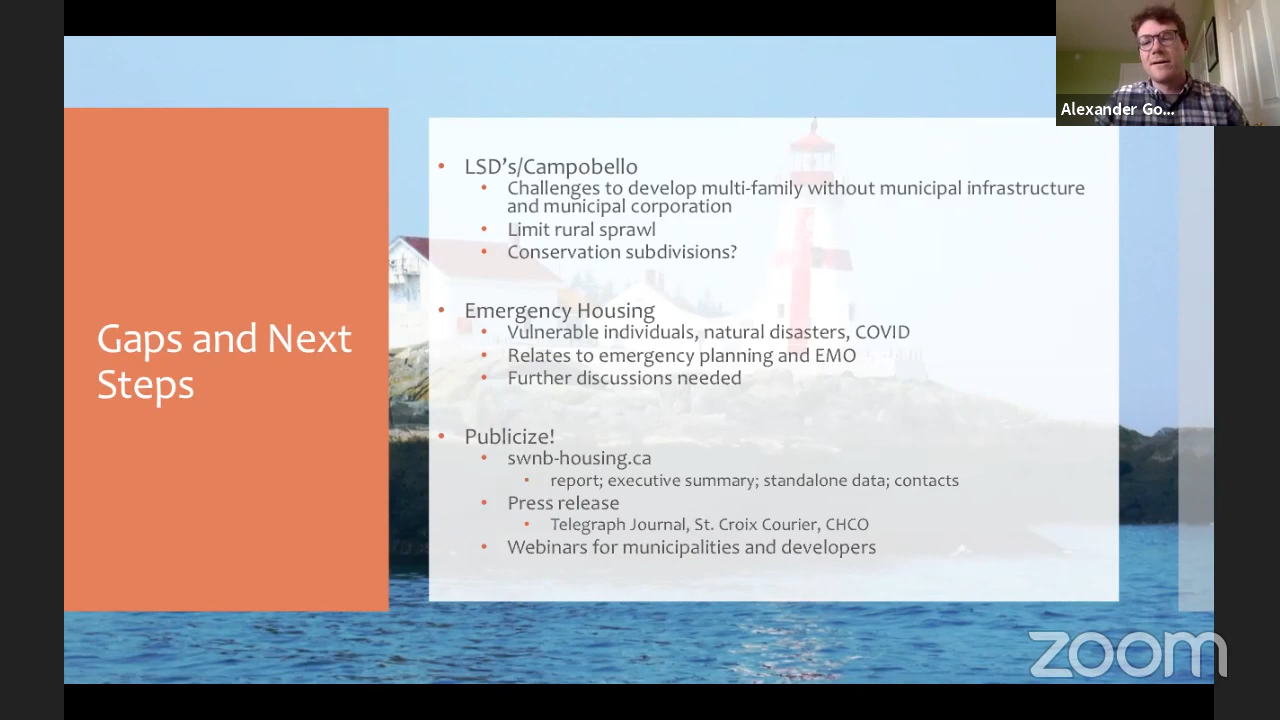 Alexander Go...
Gaps and Next
Steps
• LSD's/Campobello
• Challenges to develop multi-family without municipal infrastructure
and municipal corporation
• Limit rural sprawl
• Conservation subdivisions?
• Emergency Housing
• Vulnerable individuals, natural disasters, COVID
• Relates to emergency planning and EMO
• Further discussions needed
• Publicize!
• swnb-housing.ca
• report; executive summary; standalone data; contacts
• Press release
• Telegraph Journal, St. Croix Courier, CHCO
• Webinars for municipalities and developers
zoom